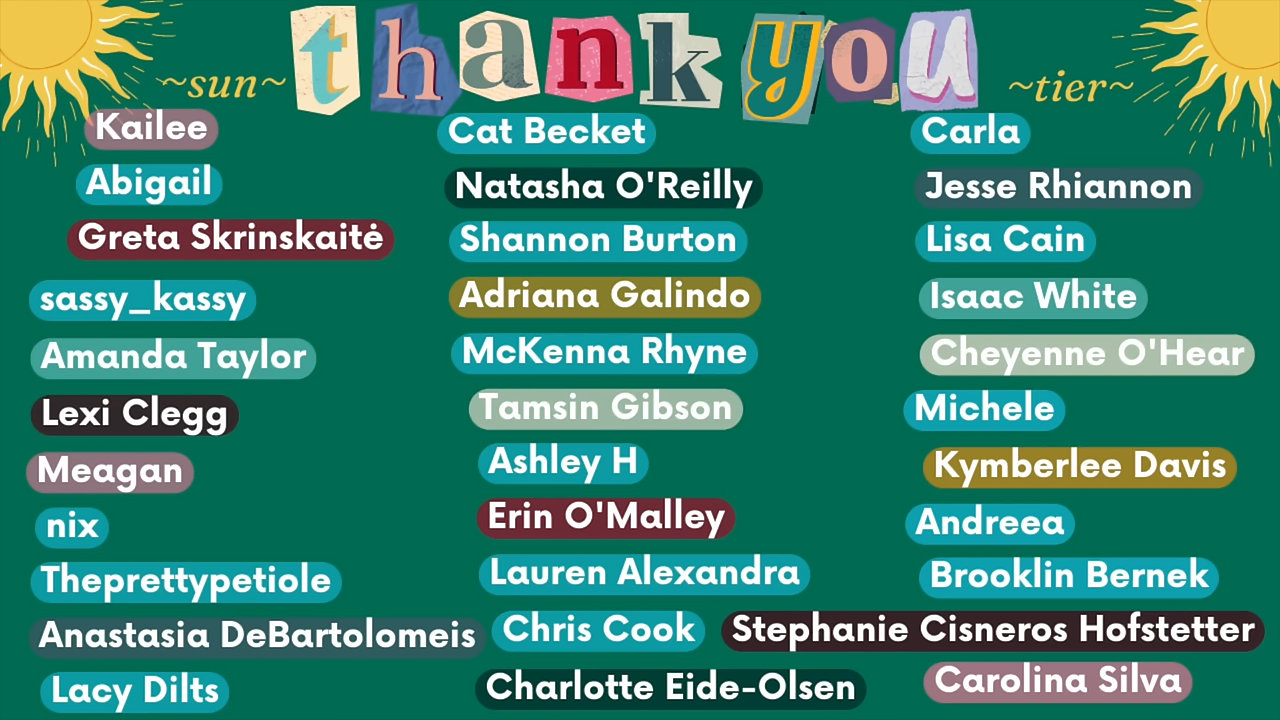 ~sun~ thank you ~tier~
Kailee
Abigail
Greta Skrinskaitė
sassy_kassy
Amanda Taylor
Lexi Clegg
Meagan
nix
Theprettypetiole
Anastasia DeBartolomeis
Lacy Dilts
Cat Becket
Natasha O'Reilly
Shannon Burton
Adriana Galindo
McKenna Rhyne
Tamsin Gibson
Ashley H
Erin O'Malley
Lauren Alexandra
Chris Cook
Charlotte Eide-Olsen
Carla
Jesse Rhiannon
Lisa Cain
Isaac White
Cheyenne O'Hear
Michele
Kymberlee Davis
Andreea
Brooklin Bernek
Stephanie Cisneros Hofstetter
Carolina Silva